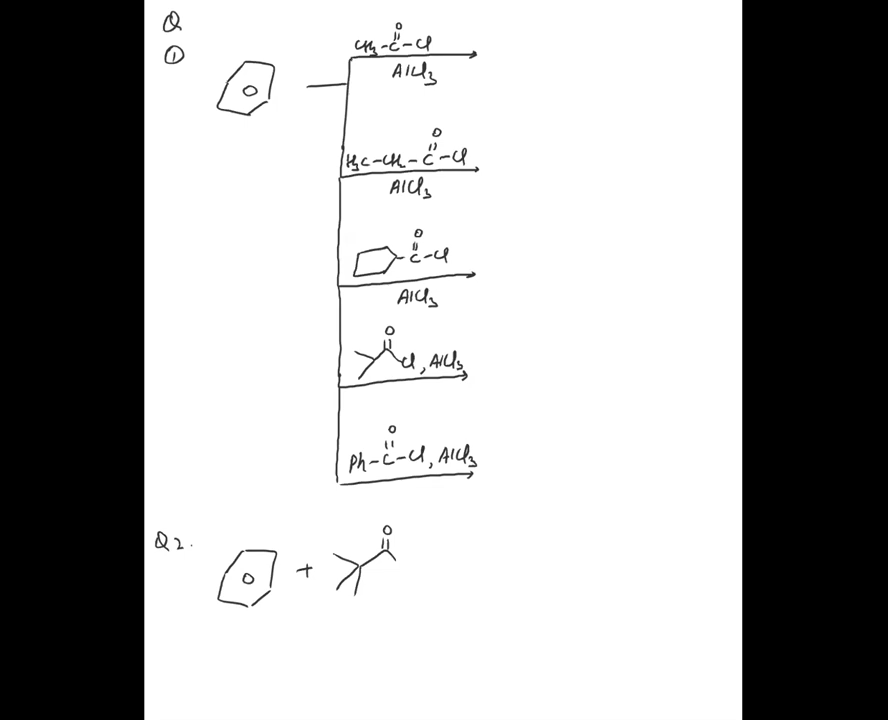 Q
①
O
CH3-C-Cl
AlCl3
O
H3C-CH2-C-Cl
AlCl3
O
C-Cl
AlCl3
O
Cl, AlCl3
O
Ph-C-Cl, AlCl3
Q2.
+
O